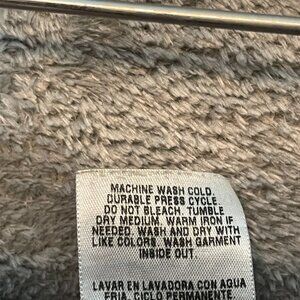 MACHINE WASH COLD.
DURABLE PRESS CYCLE.
DO NOT BLEACH. TUMBLE
DRY MEDIUM. WARM IRON IF
NEEDED. WASH AND DRY WITH
LIKE COLORS. WASH GARMENT
INSIDE OUT.
LAVAR EN LAVADORA CON AGUA
FRIA. CICLO PERMANENTE